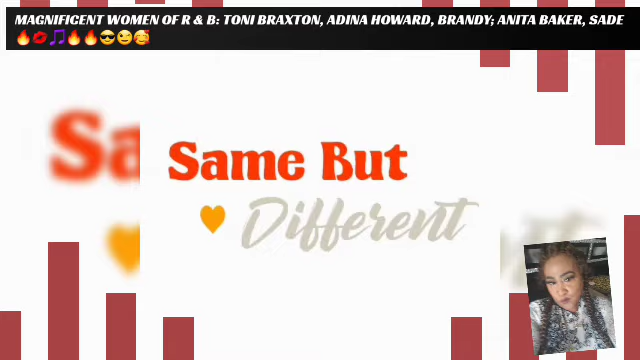 MAGNIFICENT WOMEN OF R & B: TONI BRAXTON, ADINA HOWARD, BRANDY; ANITA BAKER, SADE
🔥💋🎵🔥🔥😎😉🥰
Same But
🧡 Different